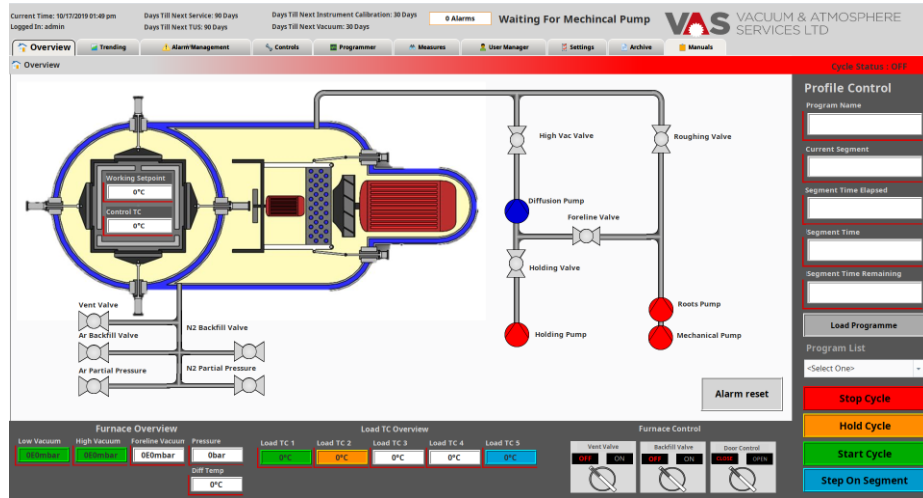 Current Time: 10/17/2019 01:49 pm
Days Till Next Service: 90 Days
Days Till Next Instrument Calibration: 30 Days
0 Alarms
Waiting For Mechincal Pump
VAS
VACUUM & ATMOSPHERE
SERVICES LTD
Logged In: admin
Days Till Next TUS: 90 Days
Days Till Next Vacuum: 30 Days
Overview
Trending
Alarm Management
Controls
Programmer
Measures
User Manager
Settings
Archive
Manuals
Overview
Cycle Status : OFF
Profile Control
Program Name
Current Segment
Segment Time Elapsed
Segment Time
Segment Time Remaining
Load Programme
Program List
<Select One>
Stop Cycle
Hold Cycle
Start Cycle
Step On Segment
Working Setpoint
0°C
Control TC
0°C
High Vac Valve
Roughing Valve
Diffusion Pump
Foreline Valve
Holding Valve
Roots Pump
Holding Pump
Mechanical Pump
Vent Valve
N2 Backfill Valve
Ar Backfill Valve
Ar Partial Pressure
N2 Partial Pressure
Alarm reset
Furnace Overview
Low Vacuum
High Vacuum
Foreline Vacuum
Pressure
0E0mbar
0E0mbar
0E0mbar
0bar
Diff Temp
0°C
Load TC Overview
Load TC 1
Load TC 2
Load TC 3
Load TC 4
Load TC 5
0°C
0°C
0°C
0°C
0°C
Furnace Control
Vent Valve
OFF
ON
Backfill Valve
OFF
ON
Door Control
CLOSE
OPEN